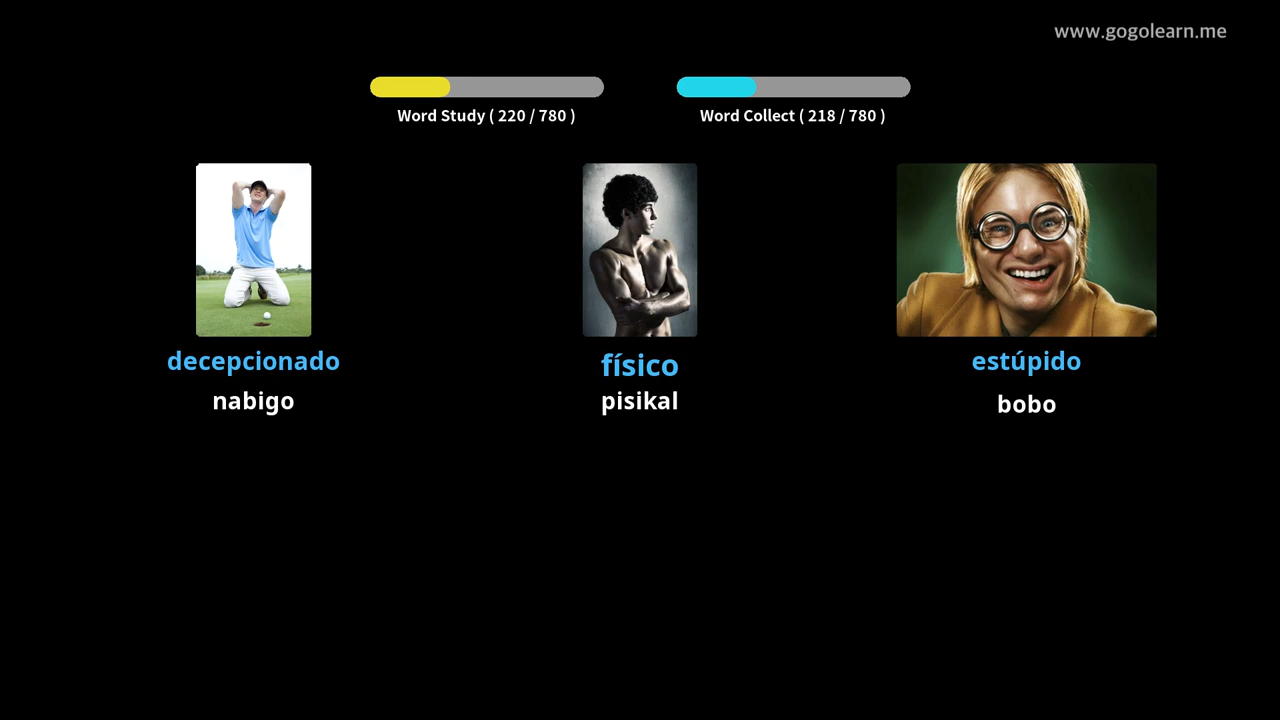 www.gogolearn.me
Word Study ( 220 / 780 )
Word Collect ( 218 / 780 )
decepcionado
nabigo
físico
pisikal
estúpido
bobo